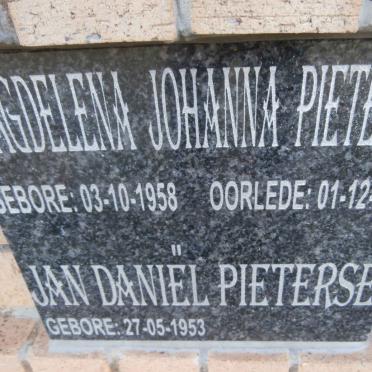 GDELENA JOHANNA PIETE
GEBORE: 03-10-1958 OORLEDE: 01-12-
JAN DANIËL PIETERSE
GEBORE: 27-05-1953